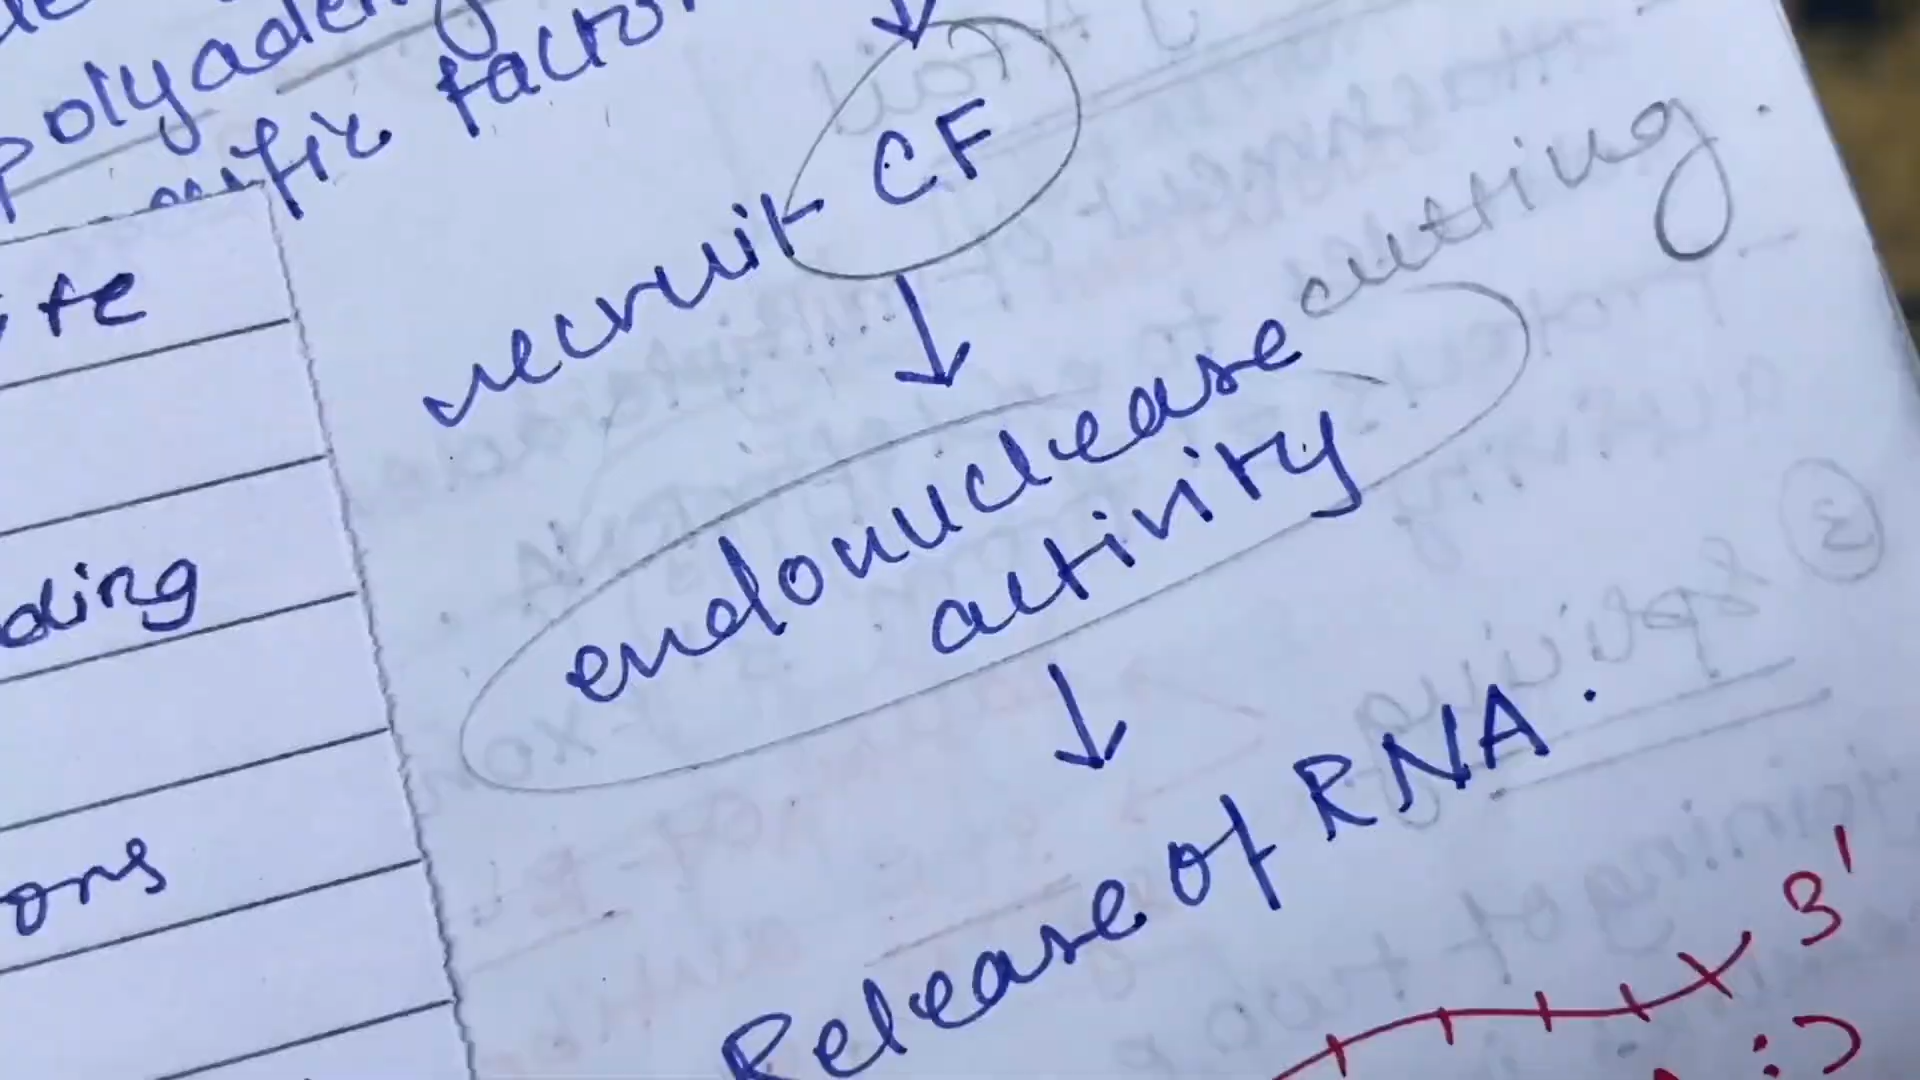 polyaden
factor
recruit CF
cutting.
endonuclease
activity
Release of RNA.
3'
te
ding
ons